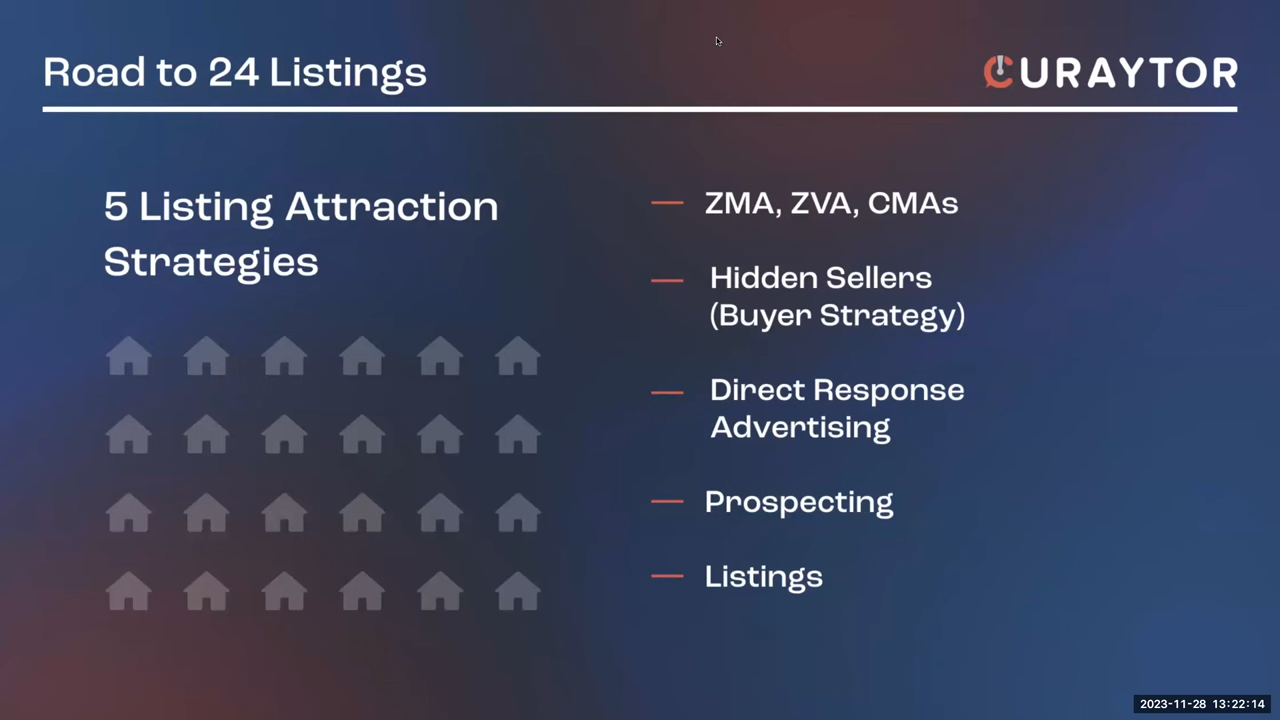 Road to 24 Listings
CURAYTOR
5 Listing Attraction
Strategies
ZMA, ZVA, CMAs
Hidden Sellers
(Buyer Strategy)
Direct Response
Advertising
Prospecting
Listings
2023-11-28 13:22:14